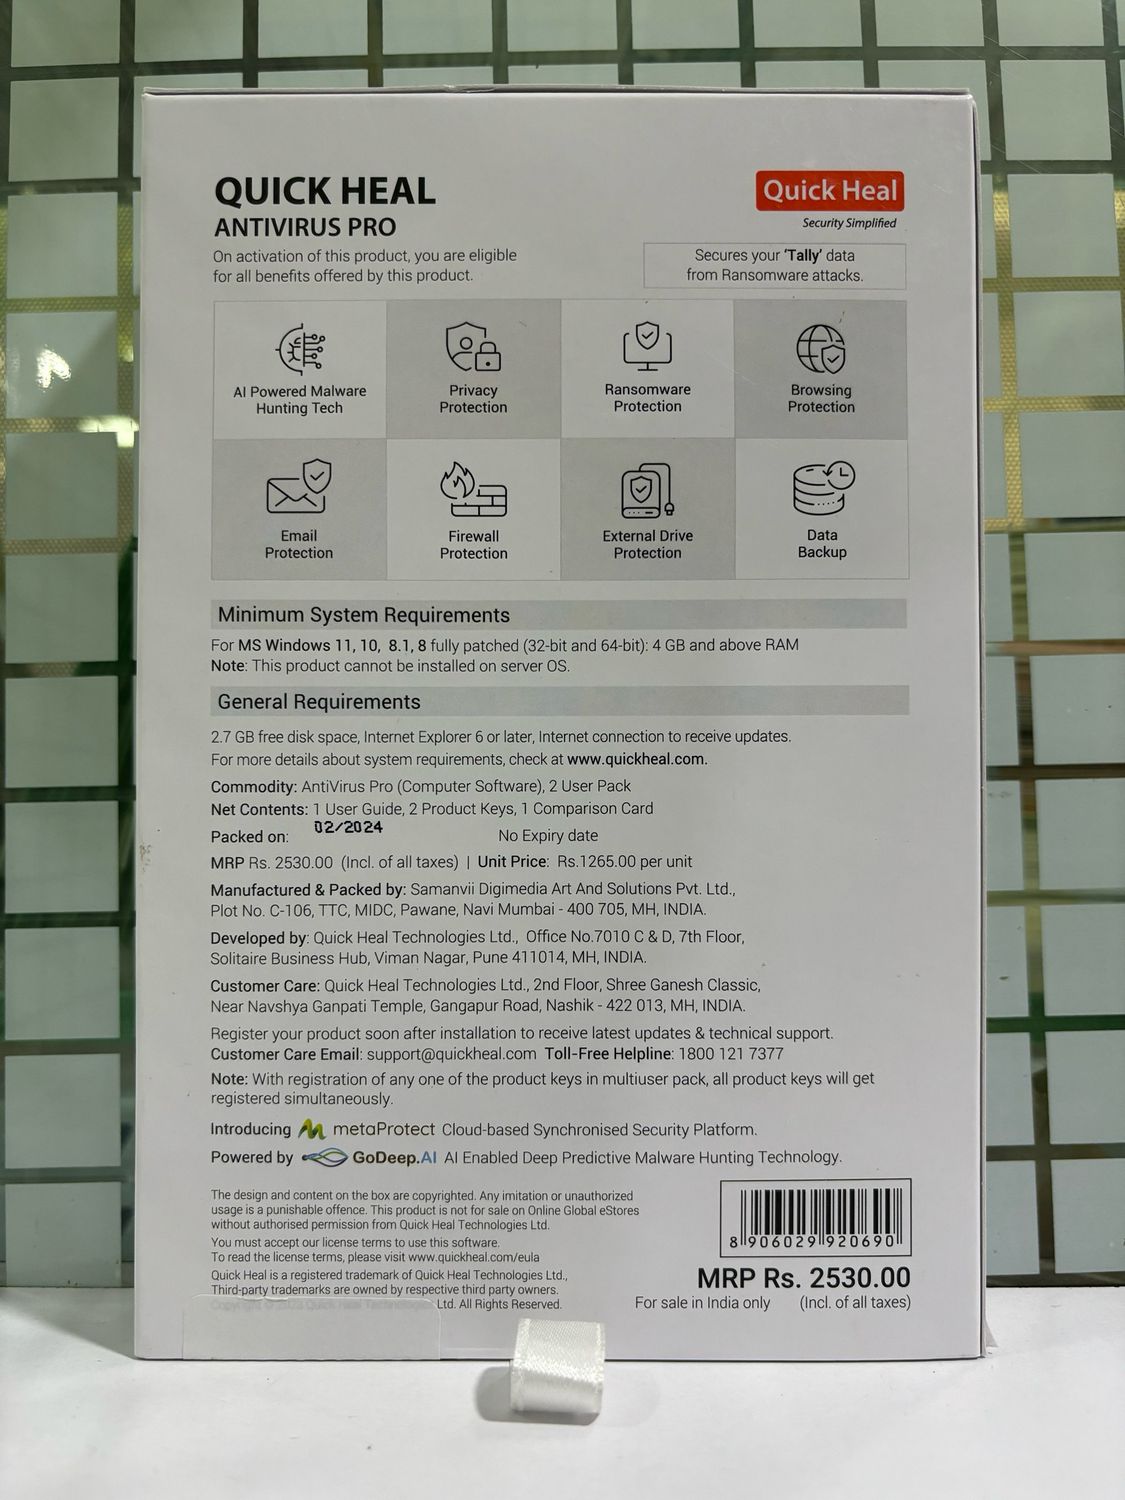 QUICK HEAL
ANTIVIRUS PRO
On activation of this product, you are eligible
for all benefits offered by this product.
Quick Heal
Security Simplified
Secures your 'Tally' data
from Ransomware attacks.
AI Powered Malware
Hunting Tech
Privacy
Protection
Ransomware
Protection
Browsing
Protection
Email
Protection
Firewall
Protection
External Drive
Protection
Data
Backup
Minimum System Requirements
For MS Windows 11, 10, 8.1, 8 fully patched (32-bit and 64-bit): 4 GB and above RAM
Note: This product cannot be installed on server OS.
General Requirements
2.7 GB free disk space, Internet Explorer 6 or later, Internet connection to receive updates.
For more details about system requirements, check at www.quickheal.com.
Commodity: AntiVirus Pro (Computer Software), 2 User Pack
Net Contents: 1 User Guide, 2 Product Keys, 1 Comparison Card
Packed on: 02/2024 No Expiry date
MRP Rs. 2530.00 (Incl. of all taxes) | Unit Price: Rs.1265.00 per unit
Manufactured & Packed by: Samanvii Digimedia Art And Solutions Pvt. Ltd.,
Plot No. C-106, TTC, MIDC, Pawane, Navi Mumbai - 400 705, MH, INDIA.
Developed by: Quick Heal Technologies Ltd., Office No.7010 C & D, 7th Floor,
Solitaire Business Hub, Viman Nagar, Pune 411014, MH, INDIA.
Customer Care: Quick Heal Technologies Ltd., 2nd Floor, Shree Ganesh Classic,
Near Navshya Ganpati Temple, Gangapur Road, Nashik - 422 013, MH, INDIA.
Register your product soon after installation to receive latest updates & technical support.
Customer Care Email: support@quickheal.com Toll-Free Helpline: 1800 121 7377
Note: With registration of any one of the product keys in multiuser pack, all product keys will get
registered simultaneously.
Introducing metaProtect Cloud-based Synchronised Security Platform.
Powered by GoDeep.AI AI Enabled Deep Predictive Malware Hunting Technology.
The design and content on the box are copyrighted. Any imitation or unauthorized
usage is a punishable offence. This product is not for sale on Online Global eStores
without authorised permission from Quick Heal Technologies Ltd.
You must accept our license terms to use this software.
To read the license terms, please visit www.quickheal.com/eula
Quick Heal is a registered trademark of Quick Heal Technologies Ltd.,
Third-party trademarks are owned by respective third party owners.
Ltd. All Rights Reserved.
8 906029 920690
MRP Rs. 2530.00
For sale in India only (Incl. of all taxes)